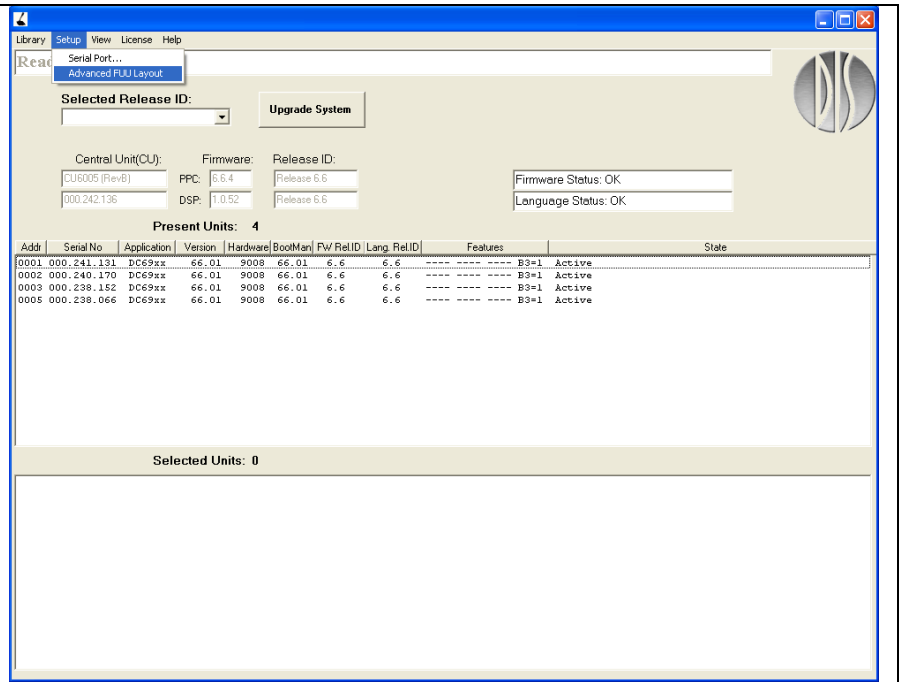 Library Setup View License Help
Serial Port...
Advanced FUU Layout
Selected Release ID:
Upgrade System
Central Unit(CU): Firmware: Release ID:
CU6005 (RevB) PPC: 6.6.4 Release 6.6
Firmware Status: OK
000.242.136 DSP: 1.0.52 Release 6.6
Language Status: OK
Present Units: 4
Addr Serial No Application Version Hardware BootMan FW Rel.ID Lang. Rel.ID Features State
0001 000.241.131 DC69xx 66.01 9008 66.01 6.6 6.6 ---- ---- ---- B3=1 Active
0002 000.240.170 DC69xx 66.01 9008 66.01 6.6 6.6 ---- ---- ---- B3=1 Active
0003 000.238.152 DC69xx 66.01 9008 66.01 6.6 6.6 ---- ---- ---- B3=1 Active
0005 000.238.066 DC69xx 66.01 9008 66.01 6.6 6.6 ---- ---- ---- B3=1 Active
Selected Units: 0